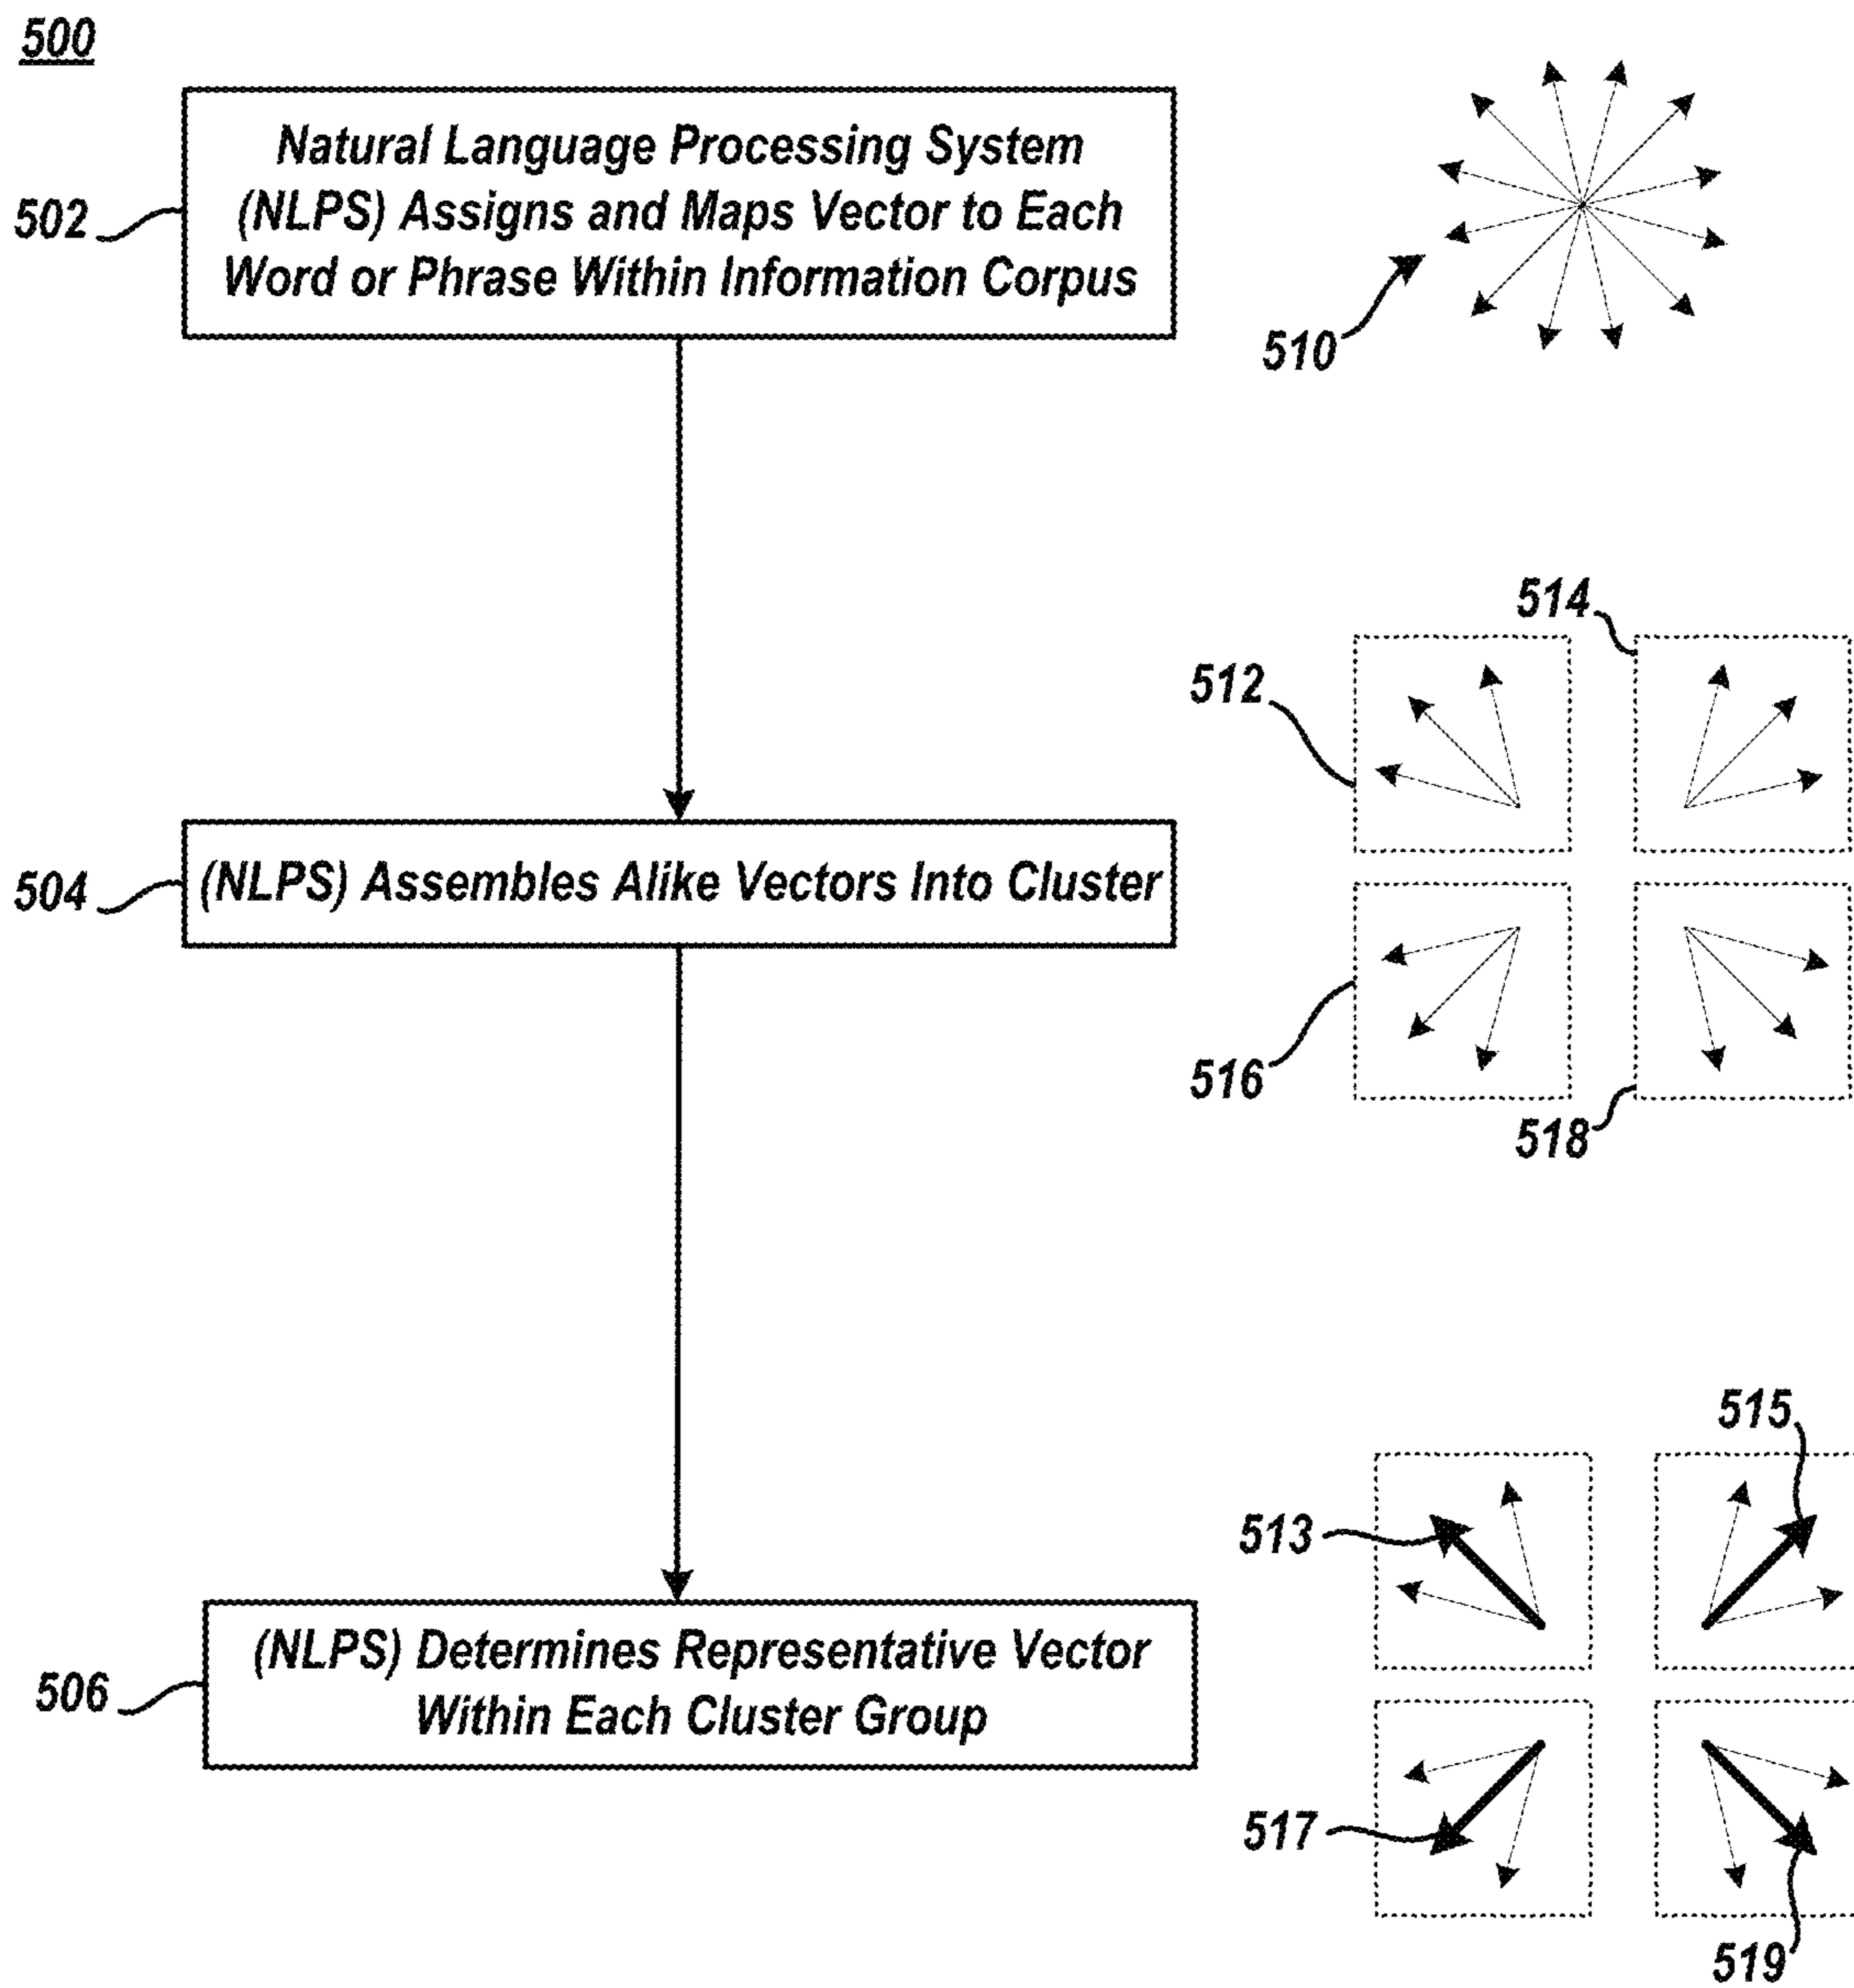 500
Natural Language Processing System
(NLPS) Assigns and Maps Vector to Each
Word or Phrase Within Information Corpus
502
510
514
512
(NLPS) Assembles Alike Vectors Into Cluster
504
516
518
515
513
(NLPS) Determines Representative Vector
Within Each Cluster Group
506
517
519